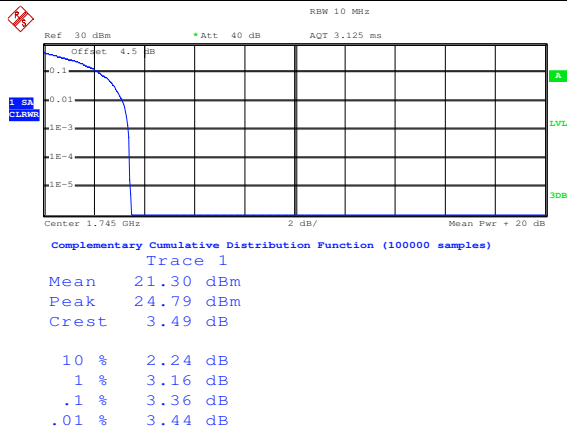 RBW 10 MHz
Ref 30 dBm *Att 40 dB AQT 3.125 ms
Offset 4.5 dB
0.1
A
0.01
1 SA
CLRWR
1E-3
LVL
1E-4
1E-5
3DB
Center 1.745 GHz 2 dB/ Mean Pwr + 20 dB
Complementary Cumulative Distribution Function (100000 samples)
Trace 1
Mean 21.30 dBm
Peak 24.79 dBm
Crest 3.49 dB
10 % 2.24 dB
1 % 3.16 dB
.1 % 3.36 dB
.01 % 3.44 dB